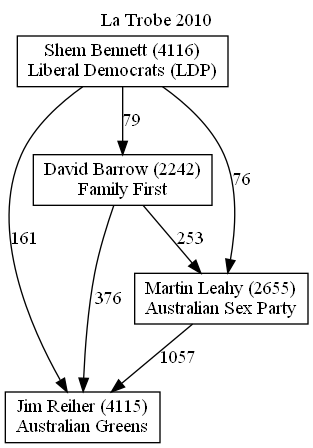 La Trobe 2010
Shem Bennett (4116)
Liberal Democrats (LDP)
79
David Barrow (2242)
Family First
76
161
253
376
Martin Leahy (2655)
Australian Sex Party
1057
Jim Reiher (4115)
Australian Greens